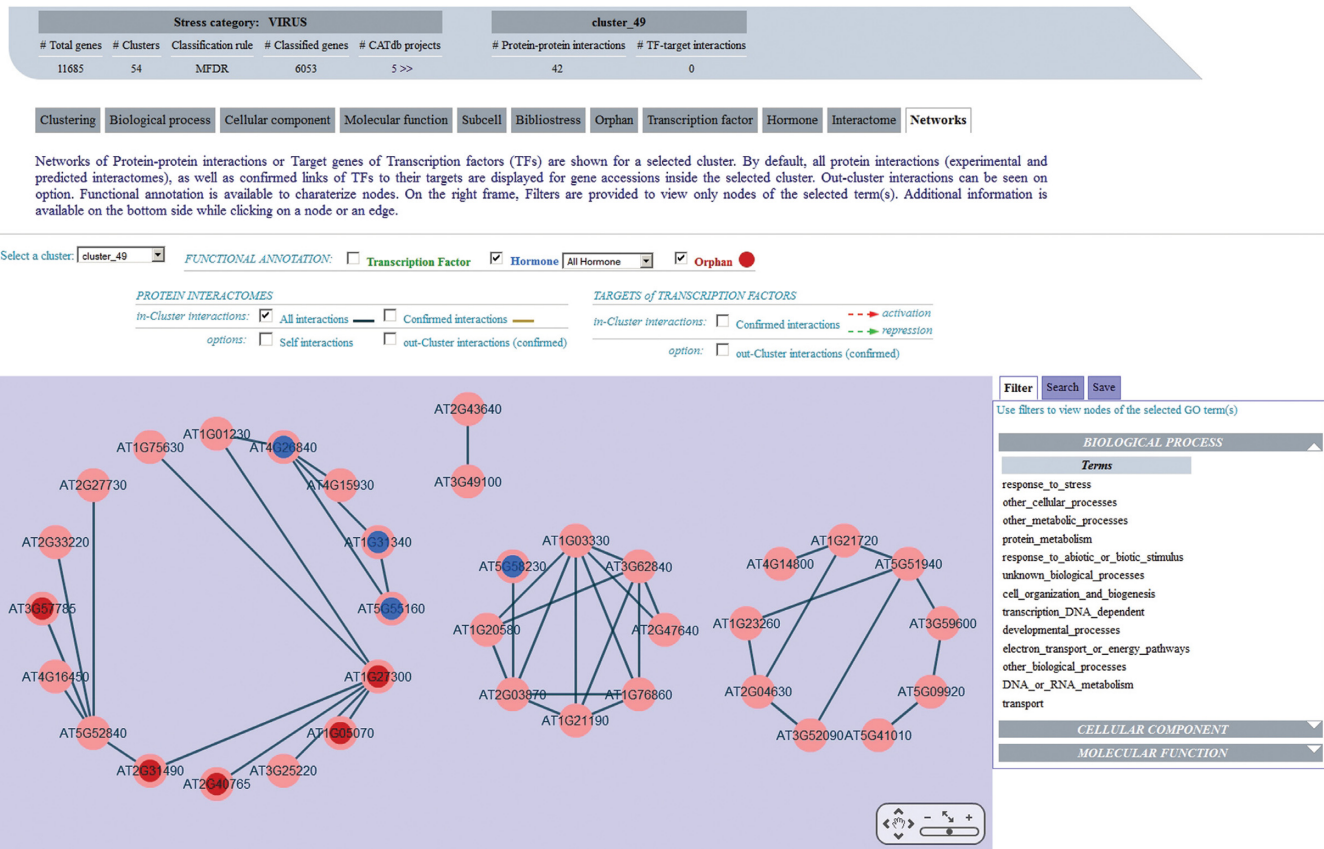 Stress category: VIRUS
cluster_49
# Total genes # Clusters Classification rule # Classified genes # CATdb projects
# Protein-protein interactions # TF-target interactions
11685 54 MFDR 6053 5 >>
42 0
Clustering Biological process Cellular component Molecular function Subcell Bibliostress Orphan Transcription factor Hormone Interactome Networks
Networks of Protein-protein interactions or Target genes of Transcription factors (TFs) are shown for a selected cluster. By default, all protein interactions (experimental and
predicted interactomes), as well as confirmed links of TFs to their targets are displayed for gene accessions inside the selected cluster. Out-cluster interactions can be seen on
option. Functional annotation is available to charaterize nodes. On the right frame, Filters are provided to view only nodes of the selected term(s). Additional information is
available on the bottom side while clicking on a node or an edge.
Select a cluster: cluster_49 FUNCTIONAL ANNOTATION: Transcription Factor Hormone All Hormone Orphan
PROTEIN INTERACTOMES
in-Cluster interactions: All interactions Confirmed interactions
options: Self interactions out-Cluster interactions (confirmed)
TARGETS of TRANSCRIPTION FACTORS
in-Cluster interactions: Confirmed interactions activation
repression
option: out-Cluster interactions (confirmed)
AT2G43640
AT3G49100
AT1G01230
AT1G75630
AT4G26840
AT2G27730
AT4G15930
AT2G33220
AT1G31340
AT3G57785
AT5G55160
AT4G16450
AT1G27300
AT5G52840
AT1G05070
AT2G31490
AT3G25220
AT2G40765
AT1G03330
AT5G58230
AT3G62840
AT1G20580
AT2G47640
AT2G03870
AT1G76860
AT1G21190
AT1G21720
AT4G14800
AT5G51940
AT1G23260
AT3G59600
AT2G04630
AT5G09920
AT3G52090
AT5G41010
Filter Search Save
Use filters to view nodes of the selected GO term(s)
BIOLOGICAL PROCESS
Terms
response_to_stress
other_cellular_processes
other_metabolic_processes
protein_metabolism
response_to_abiotic_or_biotic_stimulus
unknown_biological_processes
cell_organization_and_biogenesis
transcription_DNA_dependent
developmental_processes
electron_transport_or_energy_pathways
other_biological_processes
DNA_or_RNA_metabolism
transport
CELLULAR COMPONENT
MOLECULAR FUNCTION